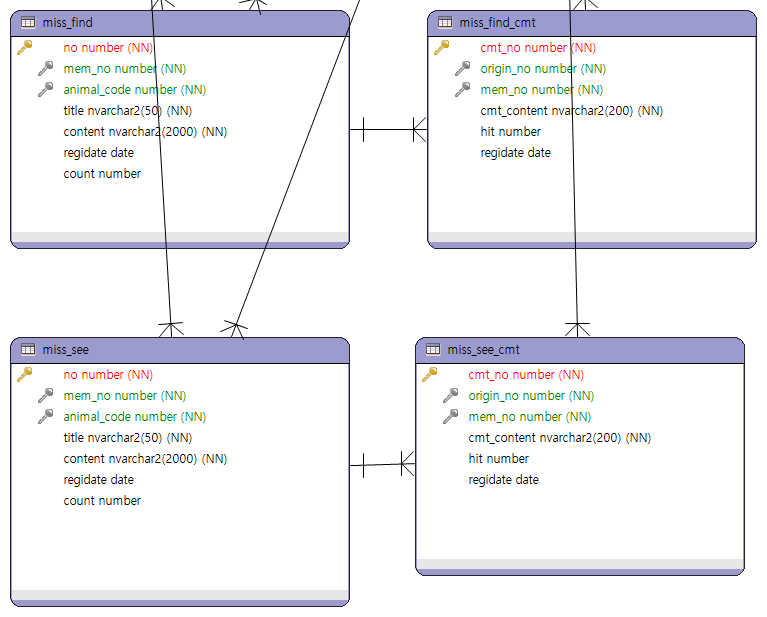 miss_find
no number (NN)
mem_no number (NN)
animal_code number (NN)
title nvarchar2(50) (NN)
content nvarchar2(2000) (NN)
regidate date
count number
miss_find_cmt
cmt_no number (NN)
origin_no number (NN)
mem_no number (NN)
cmt_content nvarchar2(200) (NN)
hit number
regidate date
miss_see
no number (NN)
mem_no number (NN)
animal_code number (NN)
title nvarchar2(50) (NN)
content nvarchar2(2000) (NN)
regidate date
count number
miss_see_cmt
cmt_no number (NN)
origin_no number (NN)
mem_no number (NN)
cmt_content nvarchar2(200) (NN)
hit number
regidate date